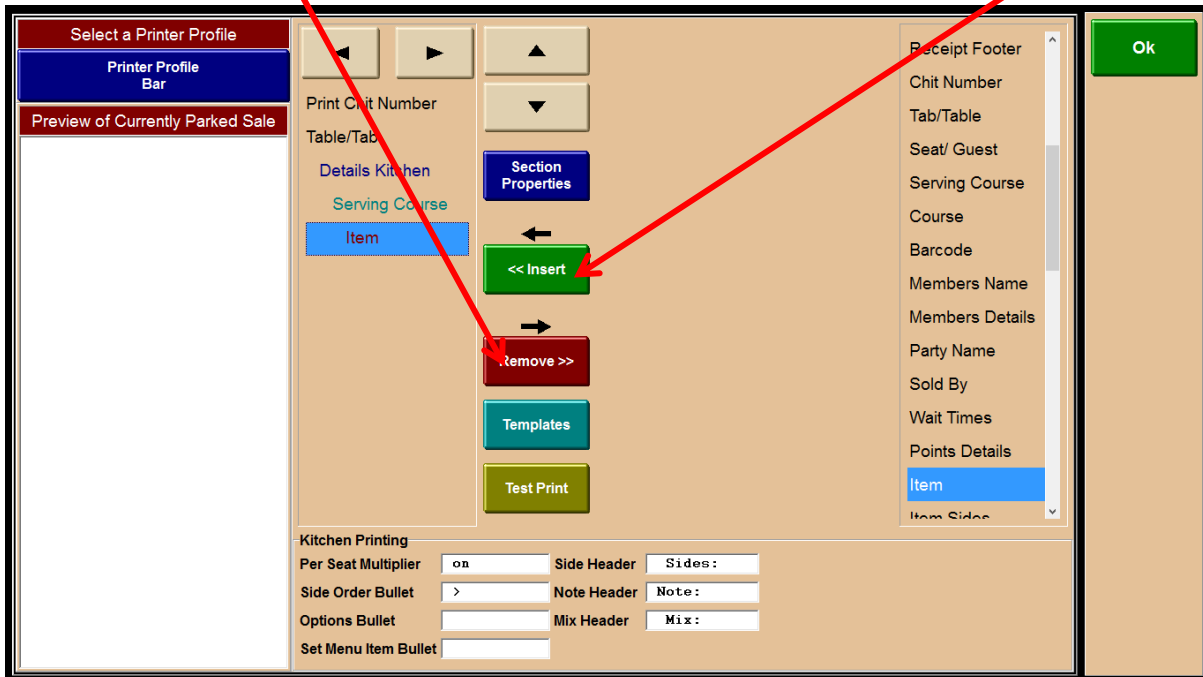 Select a Printer Profile
Printer Profile
Bar
Preview of Currently Parked Sale
Print Chit Number
Table/Tab
Details Kitchen
Serving Course
Item
Section
Properties
<< Insert
Remove >>
Templates
Test Print
Receipt Footer
Chit Number
Tab/Table
Seat/ Guest
Serving Course
Course
Barcode
Members Name
Members Details
Party Name
Sold By
Wait Times
Points Details
Item
Item Sides
Ok
Kitchen Printing
Per Seat Multiplier on Side Header Sides:
Side Order Bullet > Note Header Note:
Options Bullet Mix Header Mix:
Set Menu Item Bullet